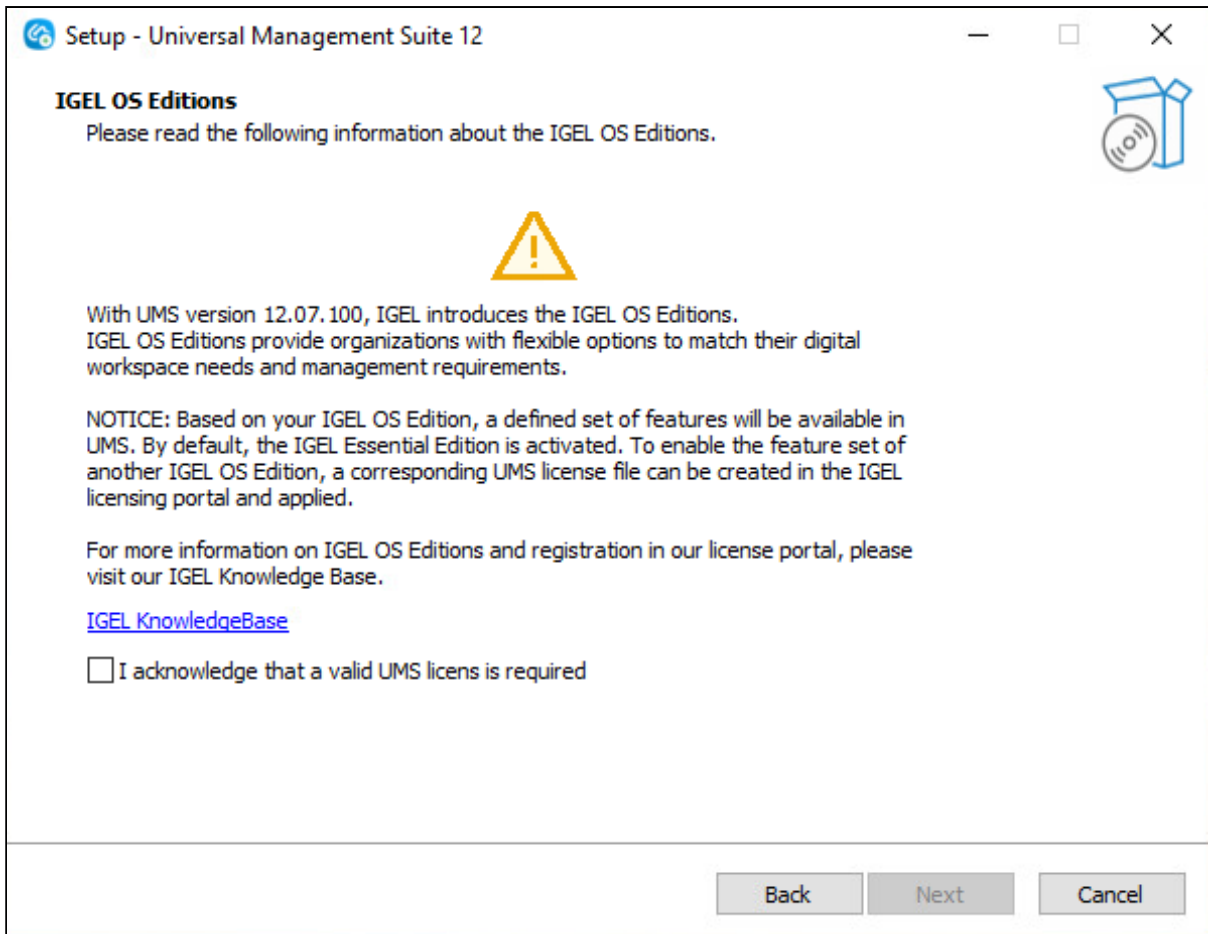 Setup - Universal Management Suite 12
IGEL OS Editions
Please read the following information about the IGEL OS Editions.
With UMS version 12.07.100, IGEL introduces the IGEL OS Editions.
IGEL OS Editions provide organizations with flexible options to match their digital
workspace needs and management requirements.
NOTICE: Based on your IGEL OS Edition, a defined set of features will be available in
UMS. By default, the IGEL Essential Edition is activated. To enable the feature set of
another IGEL OS Edition, a corresponding UMS license file can be created in the IGEL
licensing portal and applied.
For more information on IGEL OS Editions and registration in our license portal, please
visit our IGEL Knowledge Base.
IGEL KnowledgeBase
I acknowledge that a valid UMS licens is required
Back Next Cancel